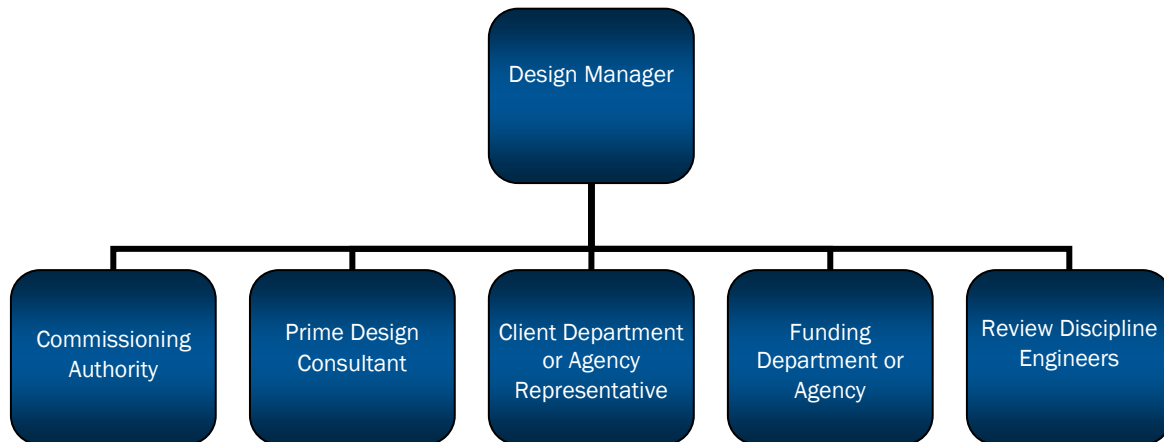 Design Manager
Commissioning
Authority
Prime Design
Consultant
Client Department
or Agency
Representative
Funding
Department or
Agency
Review Discipline
Engineers